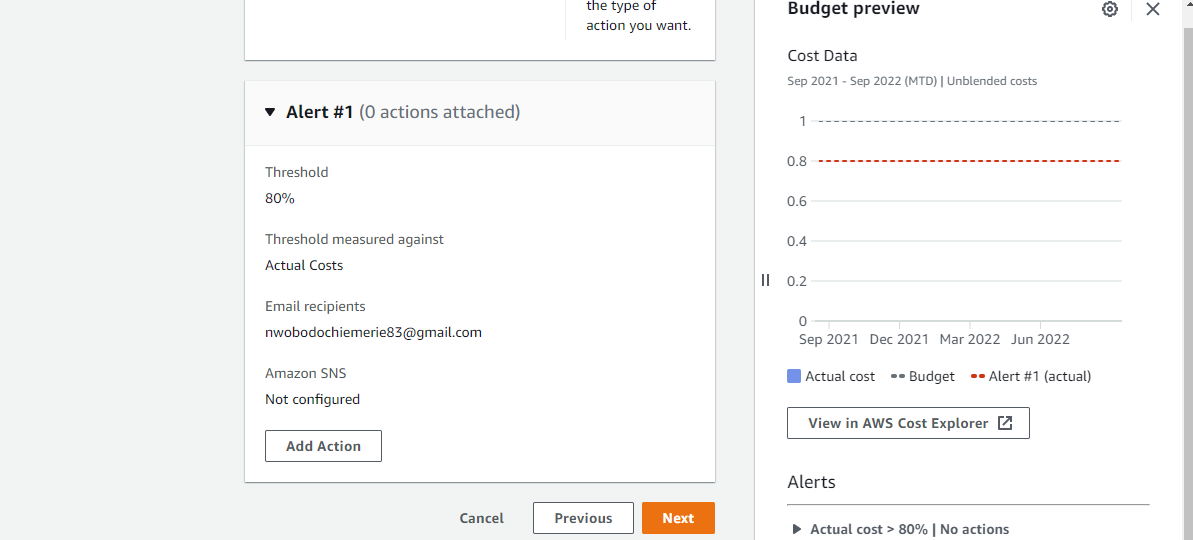 the type of
action you want.
Alert #1 (0 actions attached)
Threshold
80%
Threshold measured against
Actual Costs
Email recipients
nwobodochiemerie83@gmail.com
Amazon SNS
Not configured
Add Action
Cancel
Previous
Next
Budget preview
Cost Data
Sep 2021 - Sep 2022 (MTD) | Unblended costs
1
0.8
0.6
0.4
0.2
0
Sep 2021 Dec 2021 Mar 2022 Jun 2022
Actual cost Budget Alert #1 (actual)
View in AWS Cost Explorer
Alerts
Actual cost > 80% | No actions